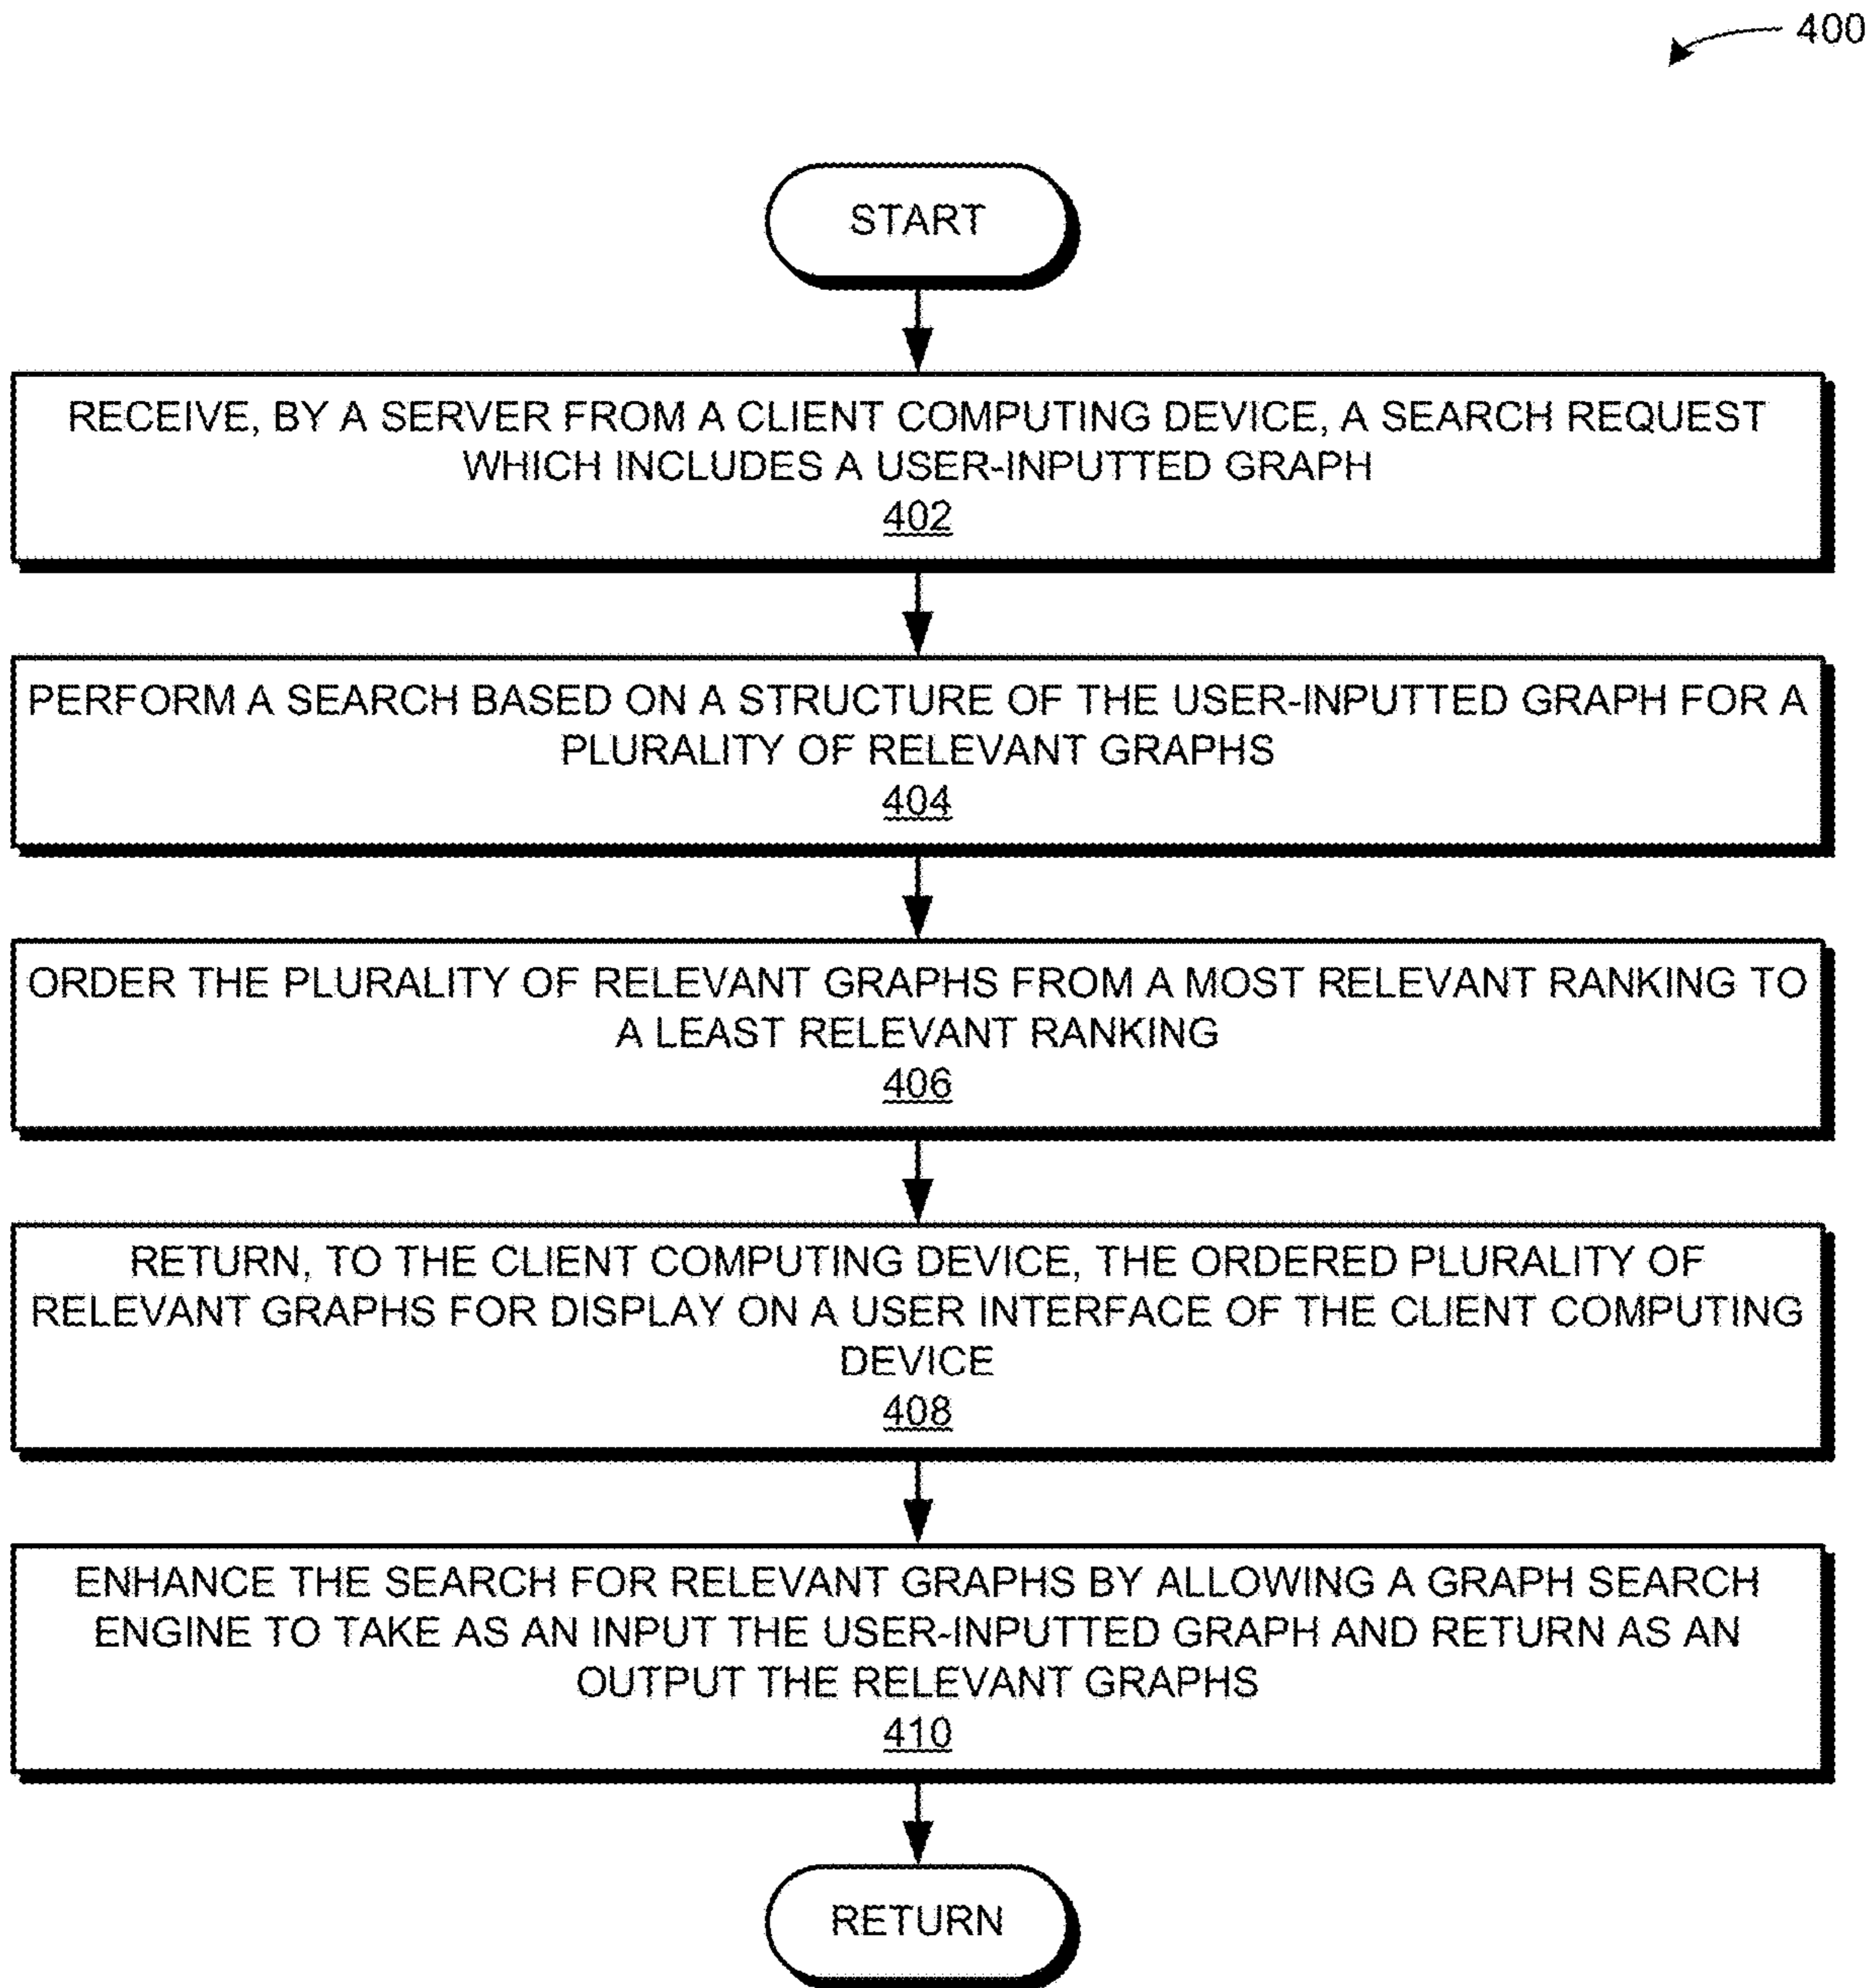 400
START
RECEIVE, BY A SERVER FROM A CLIENT COMPUTING DEVICE, A SEARCH REQUEST
WHICH INCLUDES A USER-INPUTTED GRAPH
402
PERFORM A SEARCH BASED ON A STRUCTURE OF THE USER-INPUTTED GRAPH FOR A
PLURALITY OF RELEVANT GRAPHS
404
ORDER THE PLURALITY OF RELEVANT GRAPHS FROM A MOST RELEVANT RANKING TO
A LEAST RELEVANT RANKING
406
RETURN, TO THE CLIENT COMPUTING DEVICE, THE ORDERED PLURALITY OF
RELEVANT GRAPHS FOR DISPLAY ON A USER INTERFACE OF THE CLIENT COMPUTING
DEVICE
408
ENHANCE THE SEARCH FOR RELEVANT GRAPHS BY ALLOWING A GRAPH SEARCH
ENGINE TO TAKE AS AN INPUT THE USER-INPUTTED GRAPH AND RETURN AS AN
OUTPUT THE RELEVANT GRAPHS
410
RETURN